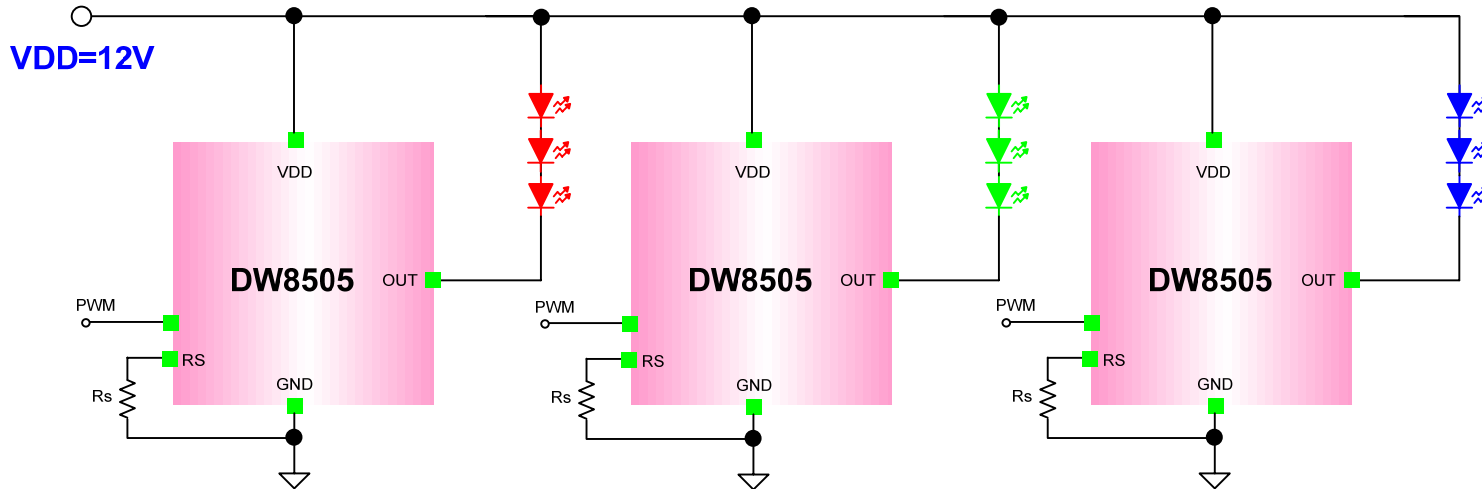 VDD=12V
VDD
DW8505
OUT
PWM
RS
Rs
GND
VDD
DW8505
OUT
PWM
RS
Rs
GND
VDD
DW8505
OUT
PWM
RS
Rs
GND